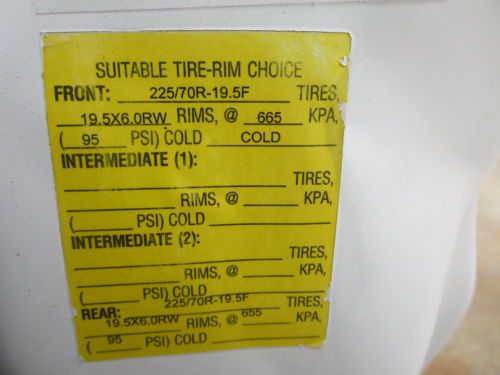 SUITABLE TIRE-RIM CHOICE
FRONT: 225/70R-19.5F TIRES,
19.5X6.0RW RIMS, @ 665 KPA,
( 95 PSI) COLD COLD
INTERMEDIATE (1):
TIRES,
RIMS, @ KPA,
( PSI) COLD
INTERMEDIATE (2):
TIRES,
RIMS, @ KPA,
( PSI) COLD
REAR: 225/70R-19.5F TIRES,
19.5X6.0RW RIMS, @ 655 KPA,
( 95 PSI) COLD